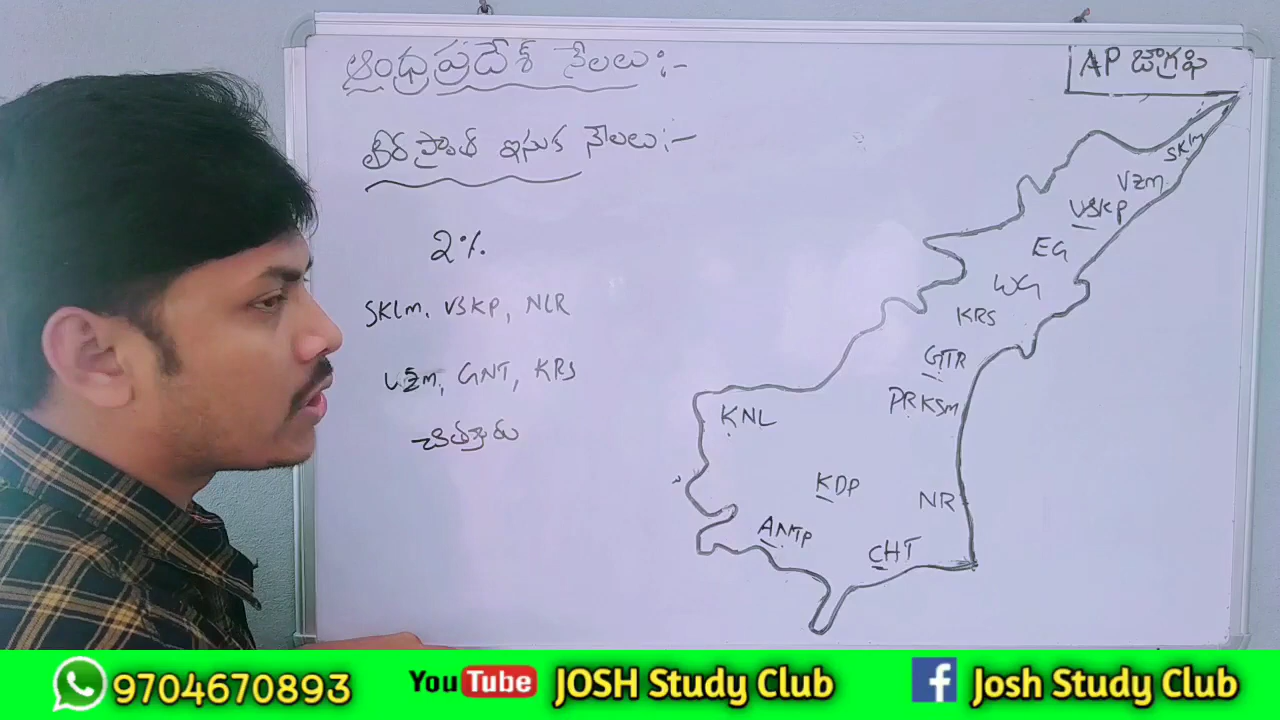 ఆంధ్రప్రదేశ్ నేలలు:-
AP జాగ్రఫి
తీరప్రాంత ఇసుక నేలలు:-
2%
SKlm, VSKP, NLR
VZM, GNT, KRS
చిత్తూరు
SKlm
VZm
VSKP
EG
WG
KRS
GTR
PRKSm
KNL
KDP
NR
ANTP
CHT
9704670893
YouTube JOSH Study Club
f Josh Study Club